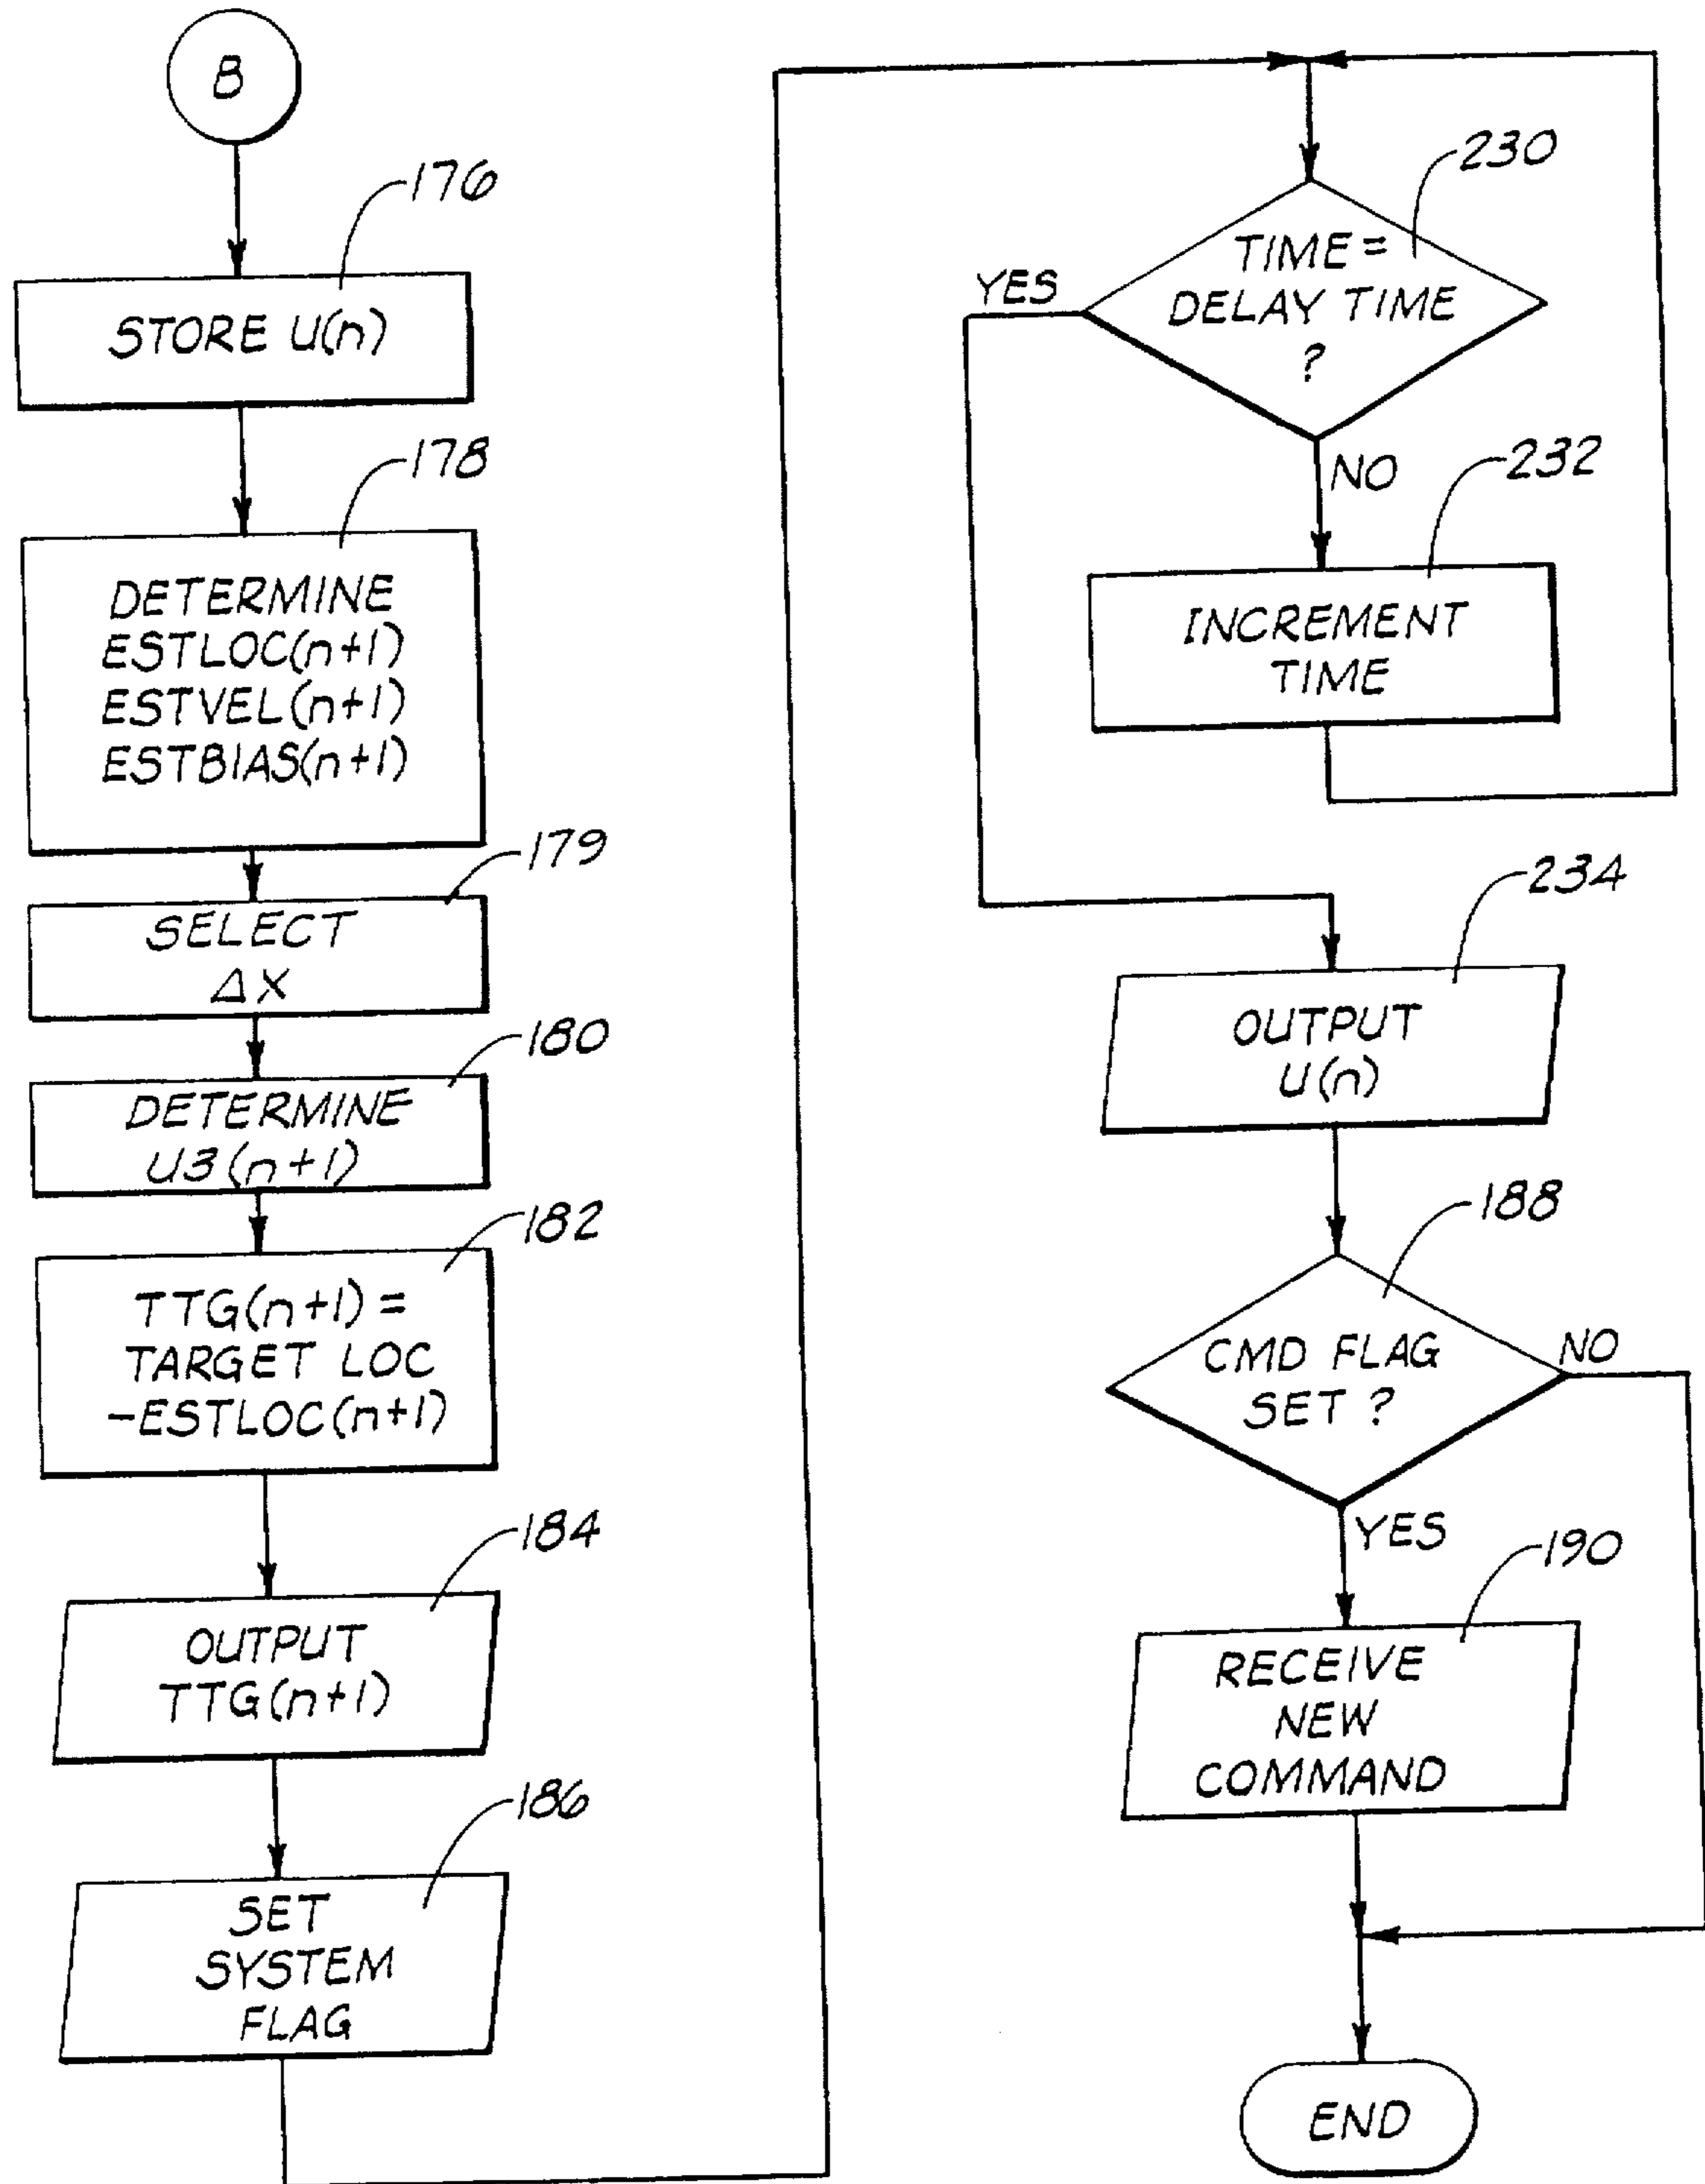 B
176
STORE U(n)
178
DETERMINE
ESTLOC(n+1)
ESTVEL(n+1)
ESTBIAS(n+1)
179
SELECT
ΔX
180
DETERMINE
U3(n+1)
182
TTG(n+1) =
TARGET LOC
-ESTLOC(n+1)
184
OUTPUT
TTG(n+1)
186
SET
SYSTEM
FLAG
230
TIME =
DELAY TIME
?
YES
NO
232
INCREMENT
TIME
234
OUTPUT
U(n)
188
CMD FLAG
SET ?
NO
YES
190
RECEIVE
NEW
COMMAND
END